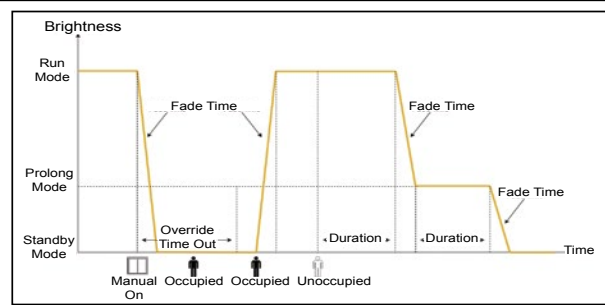 Brightness
Run
Mode
Fade Time
Fade Time
Prolong
Mode
Fade Time
Override
Time Out
Duration
Duration
Standby
Mode
Time
Manual
On
Occupied
Occupied
Unoccupied